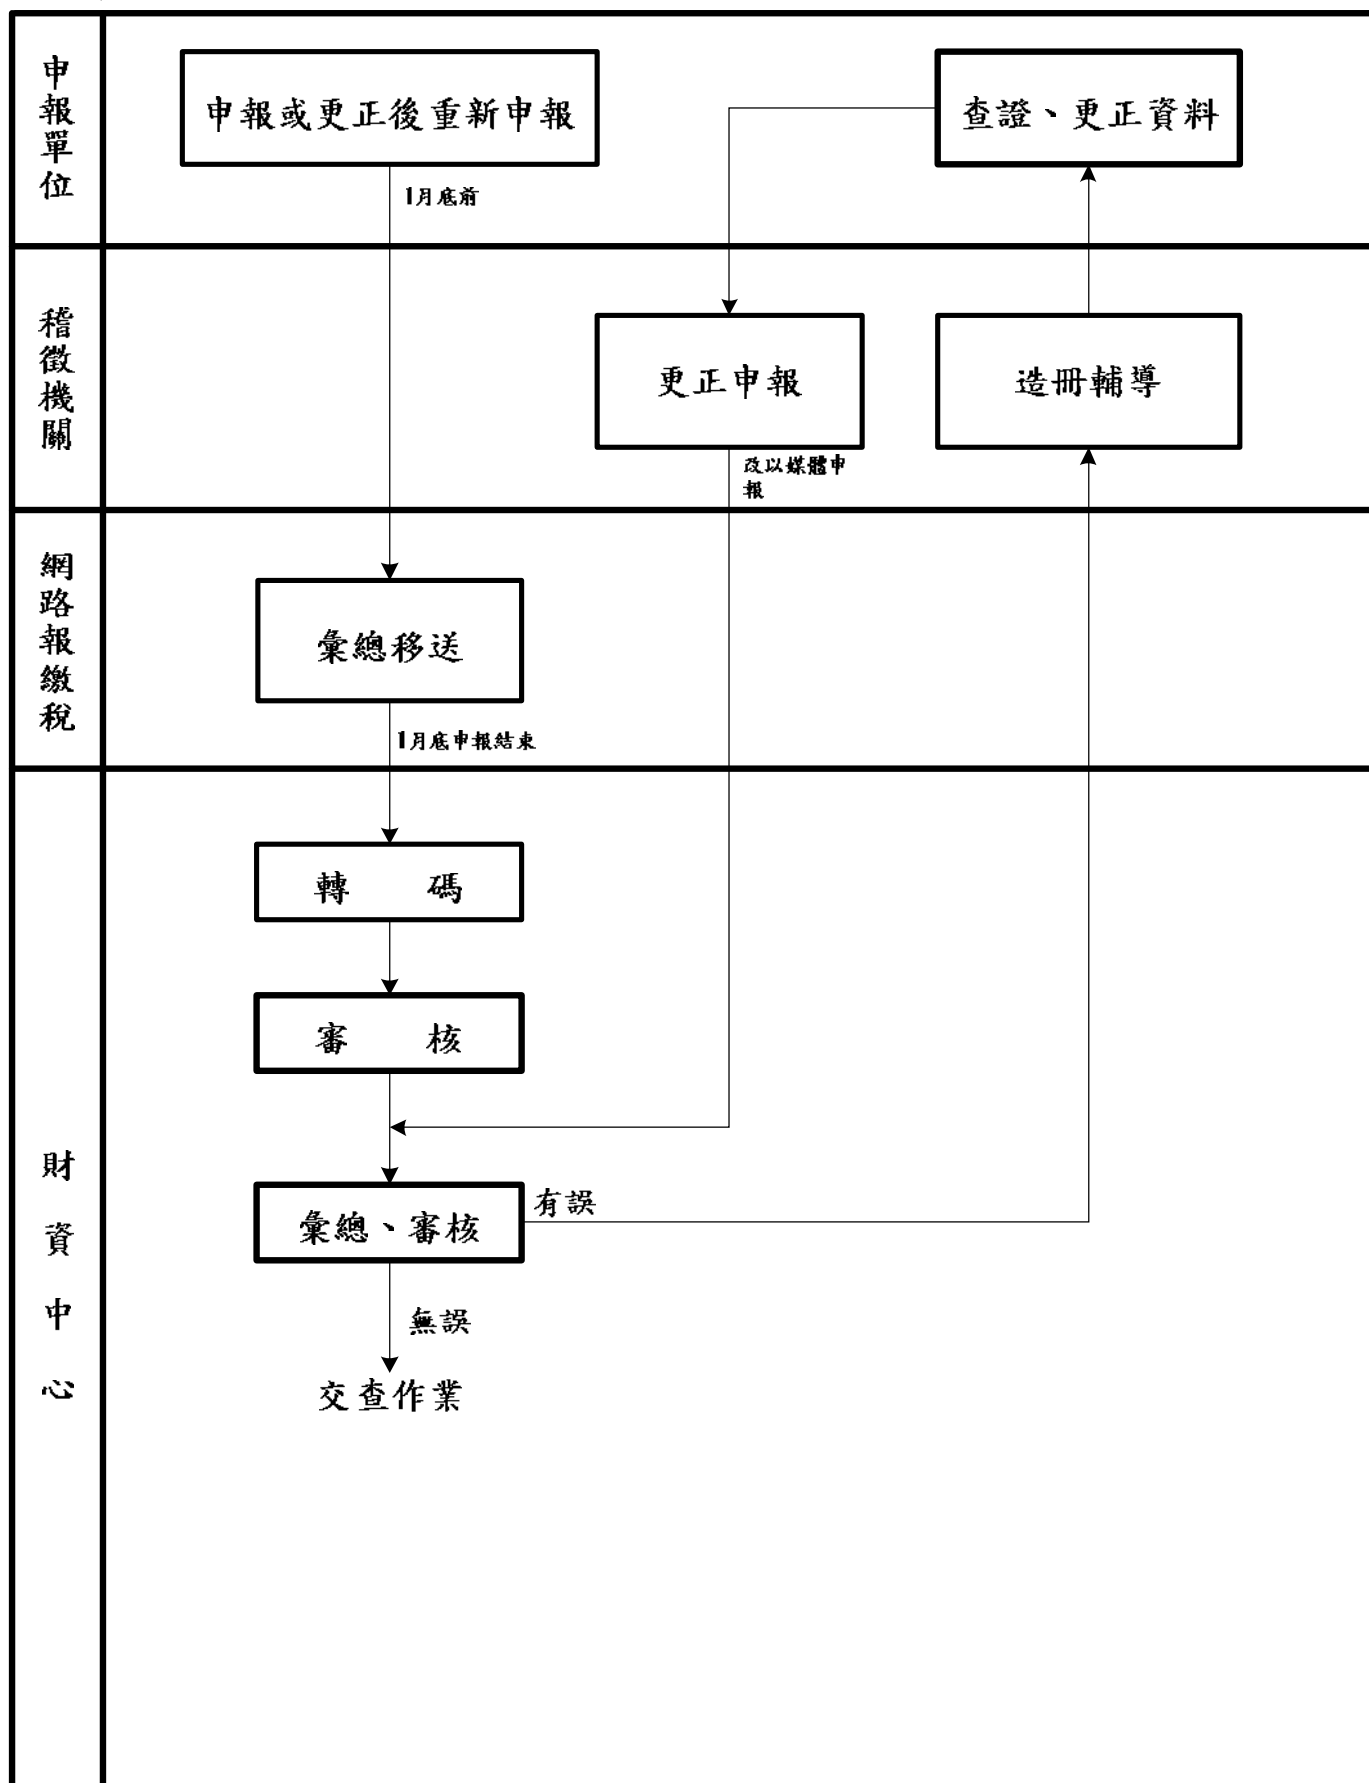 申報單位
申報或更正後重新申報
查證、更正資料
1月底前
稽徵機關
更正申報
造冊輔導
改以媒體申
報
網路報繳稅
彙總移送
1月底申報結束
財資中心
轉 碼
審 核
彙總、審核
有誤
無誤
交查作業